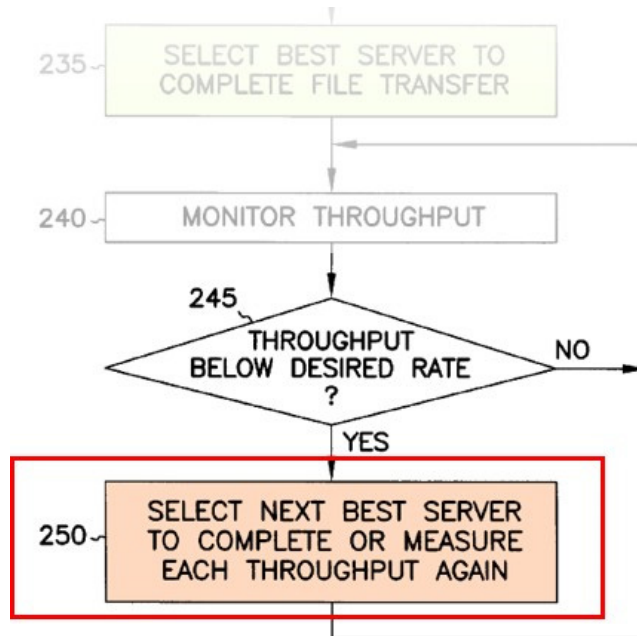 235
SELECT BEST SERVER TO
COMPLETE FILE TRANSFER
240
MONITOR THROUGHPUT
245
THROUGHPUT
BELOW DESIRED RATE
?
NO
YES
250
SELECT NEXT BEST SERVER
TO COMPLETE OR MEASURE
EACH THROUGHPUT AGAIN